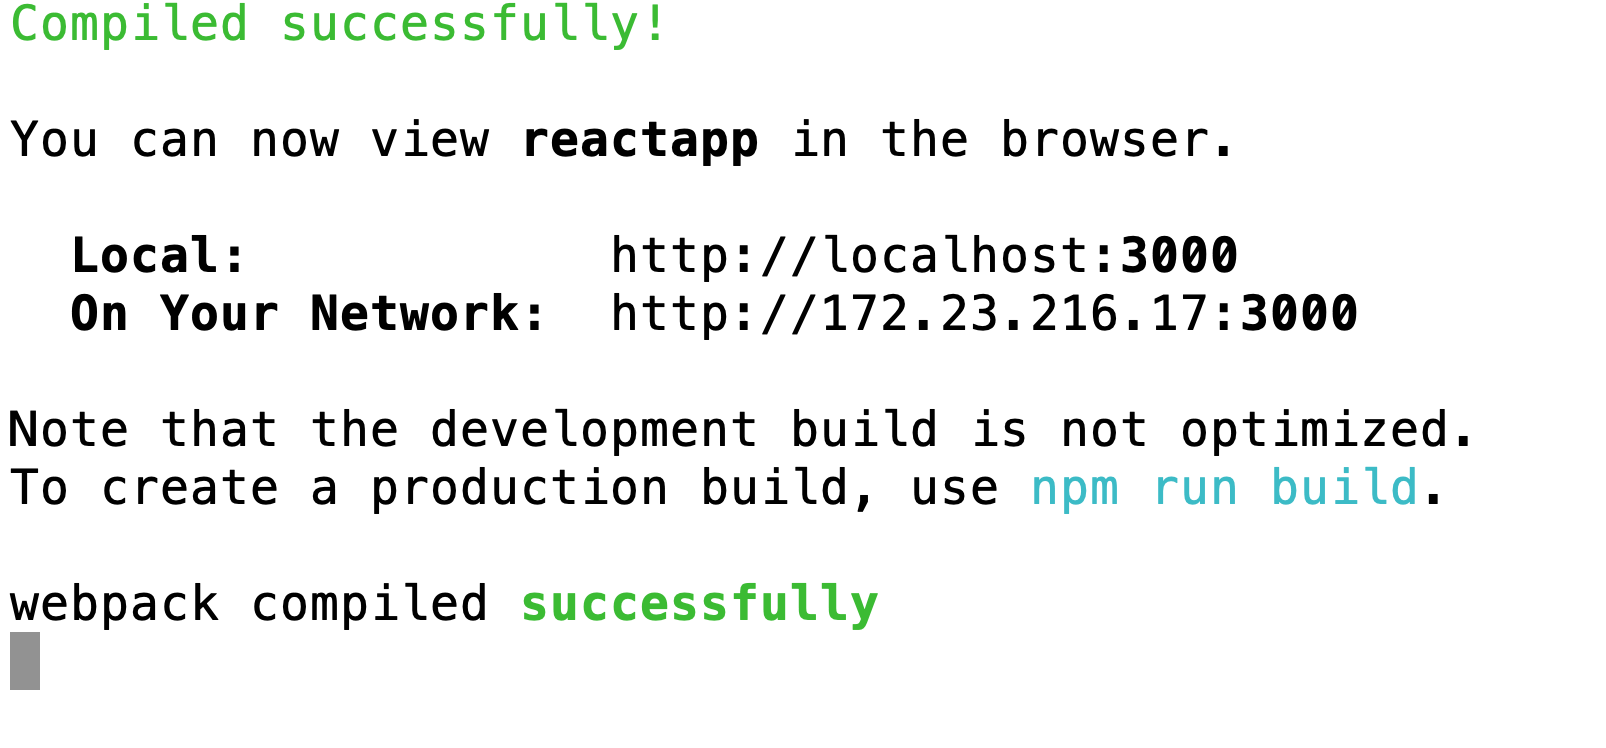 Compiled successfully!
You can now view reactapp in the browser.
Local: http://localhost:3000
On Your Network: http://172.23.216.17:3000
Note that the development build is not optimized.
To create a production build, use npm run build.
webpack compiled successfully